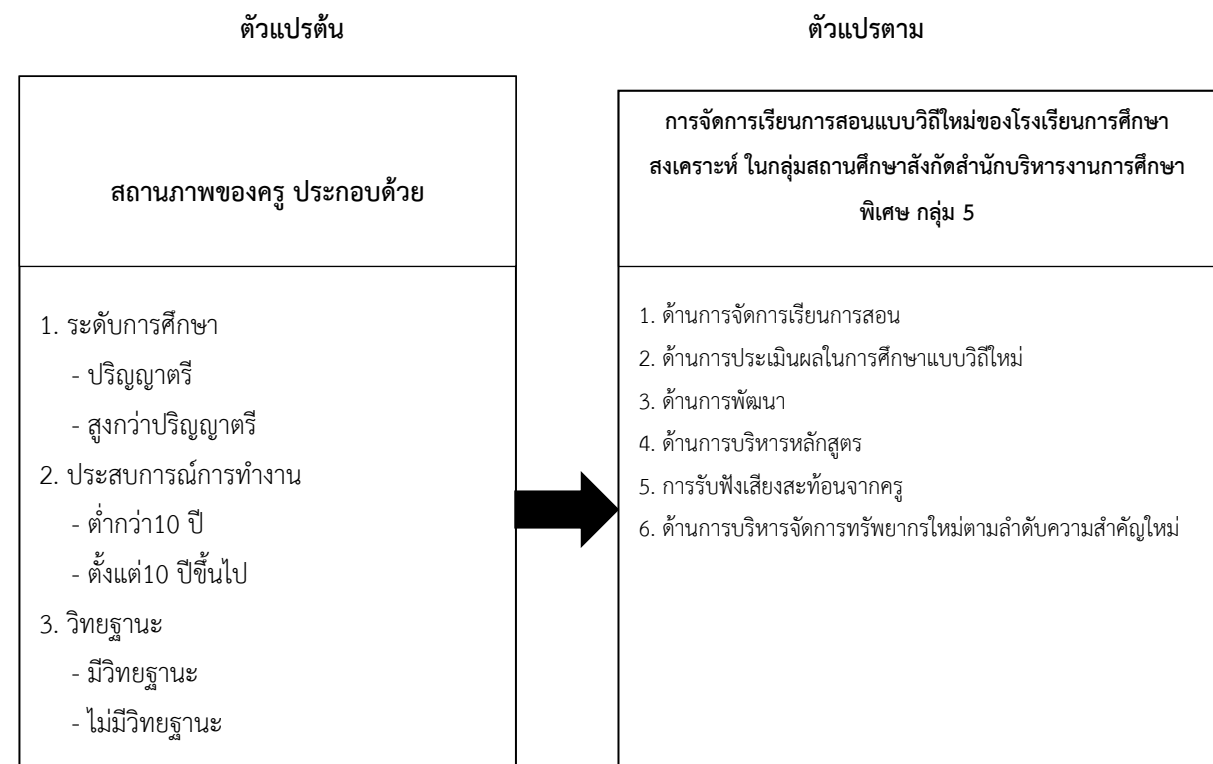 ตัวแปรต้น
ตัวแปรตาม
สถานภาพของครู ประกอบด้วย
1. ระดับการศึกษา
- ปริญญาตรี
- สูงกว่าปริญญาตรี
2. ประสบการณ์การทำงาน
- ต่ำกว่า10 ปี
- ตั้งแต่10 ปีขึ้นไป
3. วิทยฐานะ
- มีวิทยฐานะ
- ไม่มีวิทยฐานะ
การจัดการเรียนการสอนแบบวิถีใหม่ของโรงเรียนการศึกษา
สงเคราะห์ ในกลุ่มสถานศึกษาสังกัดสำนักบริหารงานการศึกษา
พิเศษ กลุ่ม 5
1. ด้านการจัดการเรียนการสอน
2. ด้านการประเมินผลในการศึกษาแบบวิถีใหม่
3. ด้านการพัฒนา
4. ด้านการบริหารหลักสูตร
5. การรับฟังเสียงสะท้อนจากครู
6. ด้านการบริหารจัดการทรัพยากรใหม่ตามลำดับความสำคัญใหม่